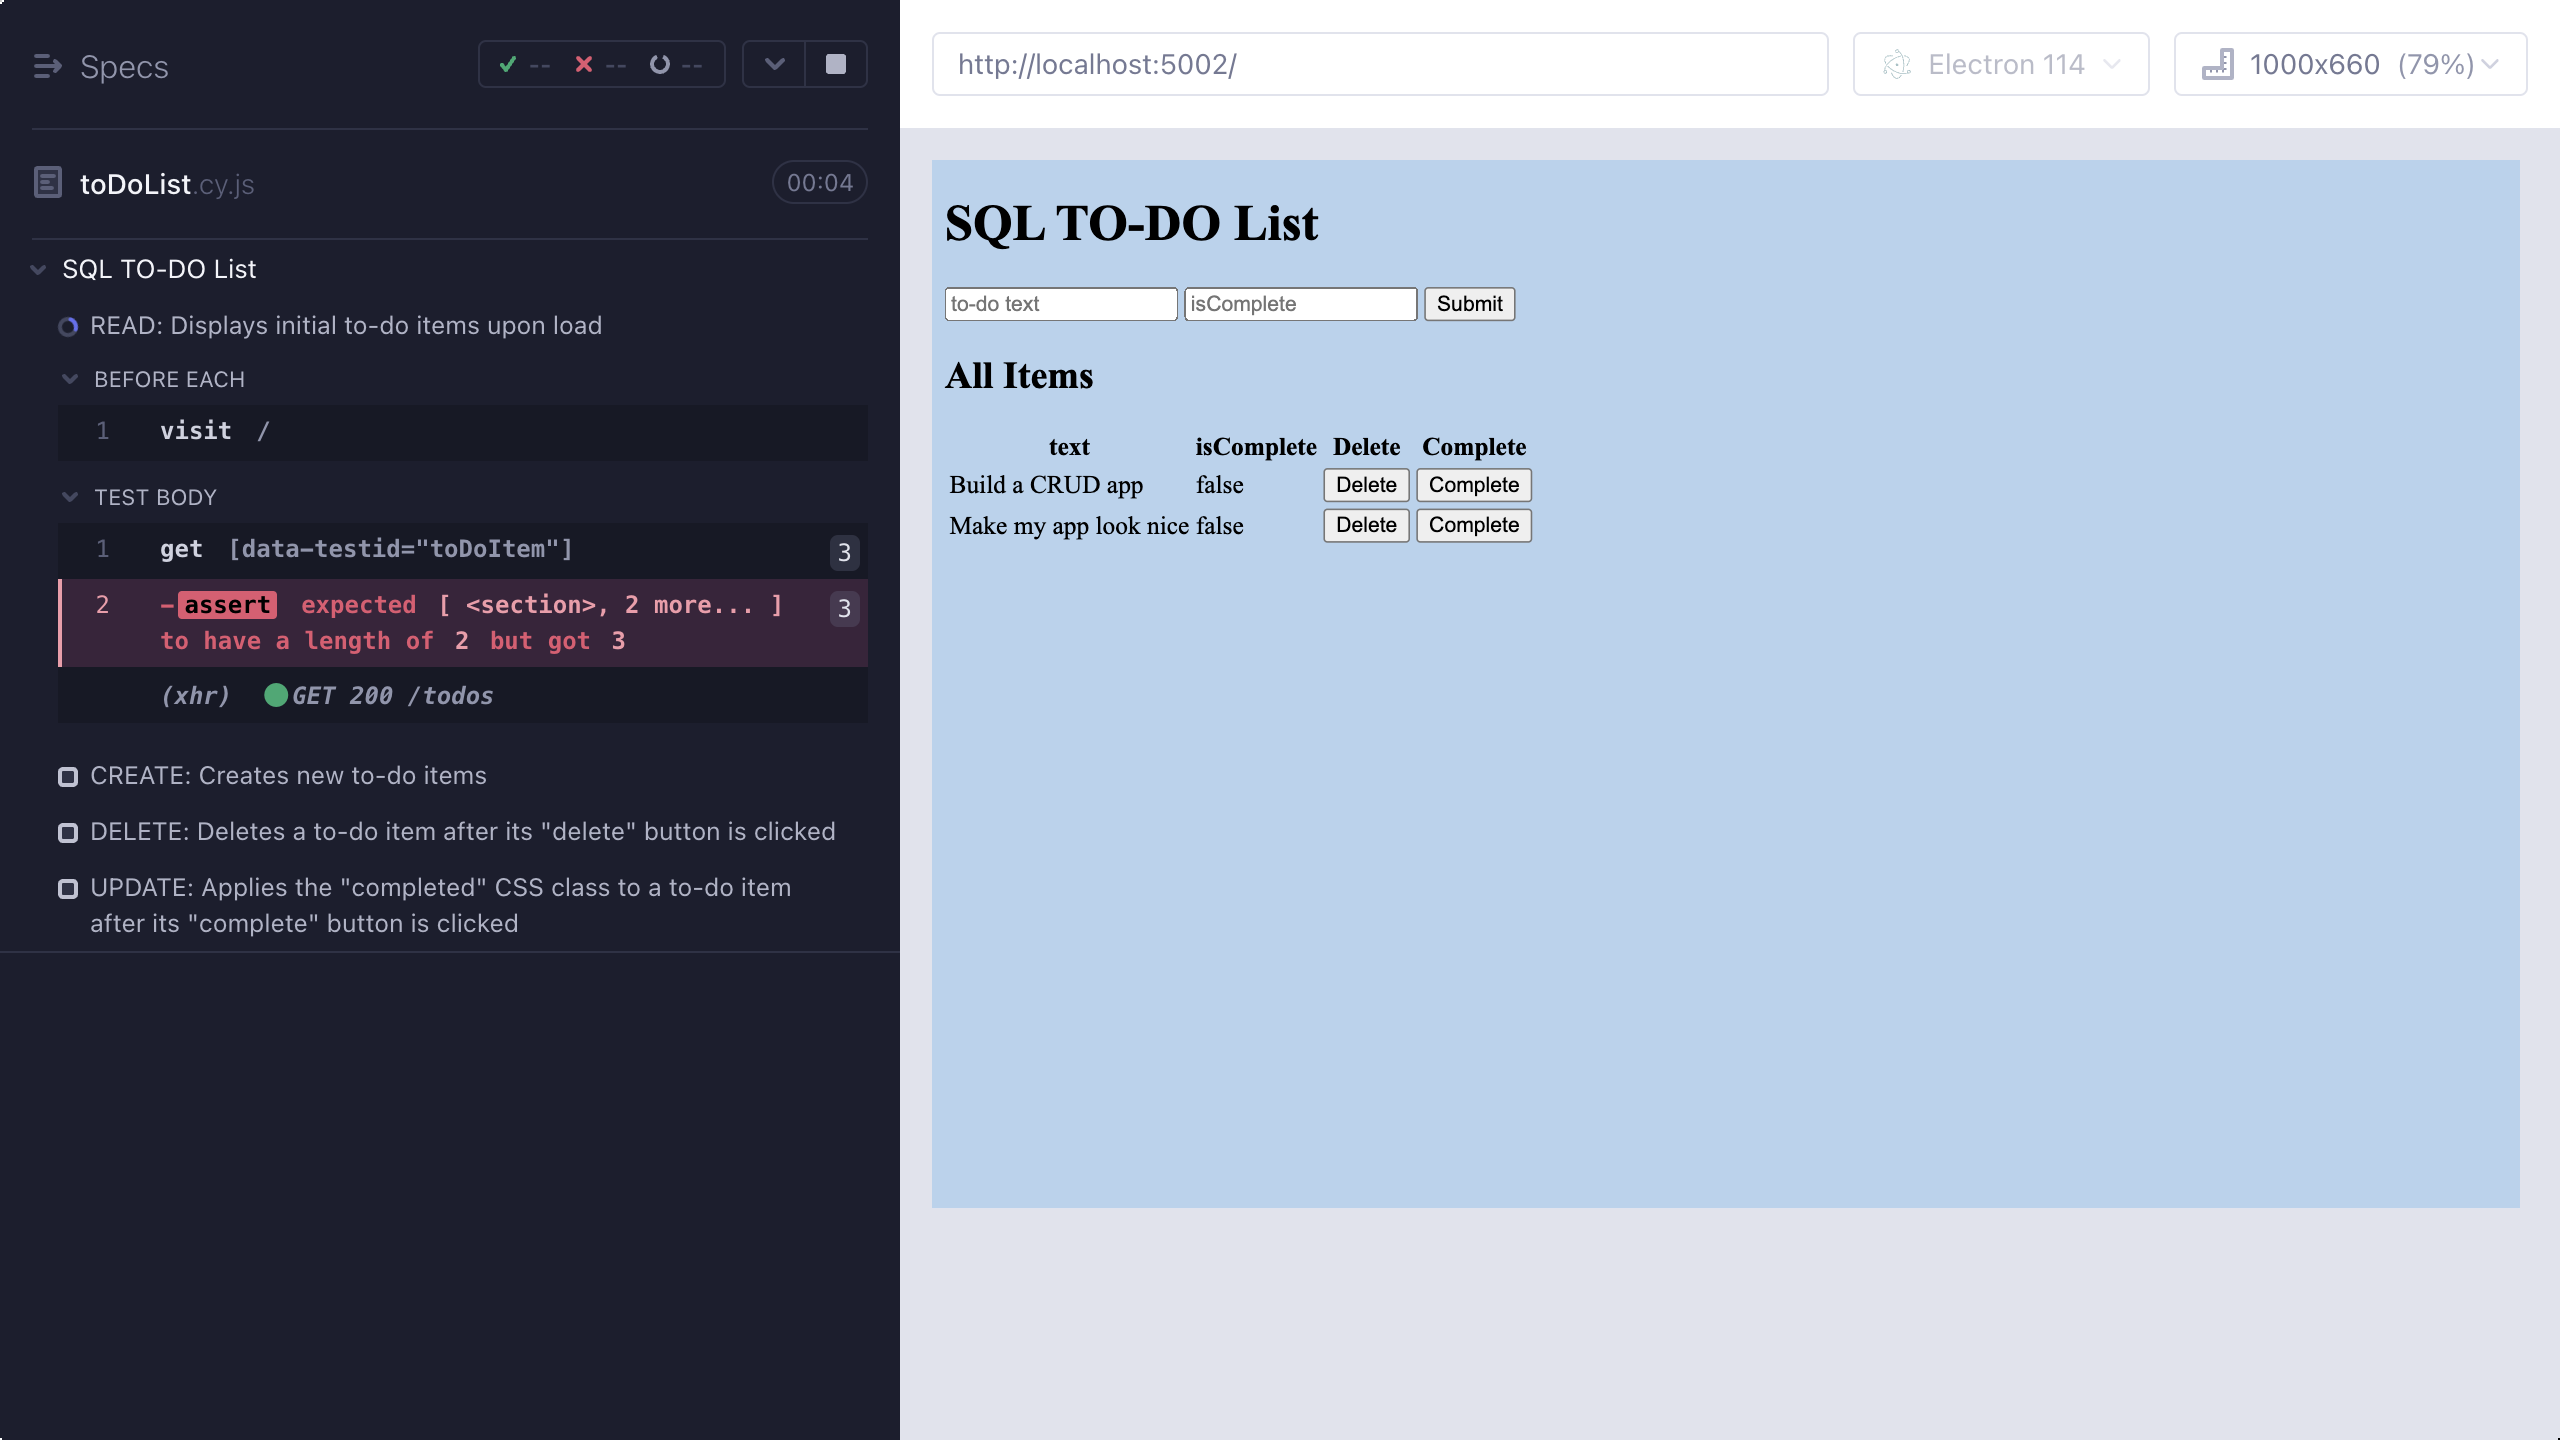 Specs
-- -- --
toDoList.cy.js
00:04
SQL TO-DO List
READ: Displays initial to-do items upon load
BEFORE EACH
1 visit /
TEST BODY
1 get [data-testid="toDoItem"] 3
2 -assert expected [ <section>, 2 more... ] 3
to have a length of 2 but got 3
(xhr) GET 200 /todos
CREATE: Creates new to-do items
DELETE: Deletes a to-do item after its "delete" button is clicked
UPDATE: Applies the "completed" CSS class to a to-do item
after its "complete" button is clicked
http://localhost:5002/
Electron 114
1000x660 (79%)
SQL TO-DO List
to-do text isComplete Submit
All Items
text isComplete Delete Complete
Build a CRUD app false Delete Complete
Make my app look nice false Delete Complete